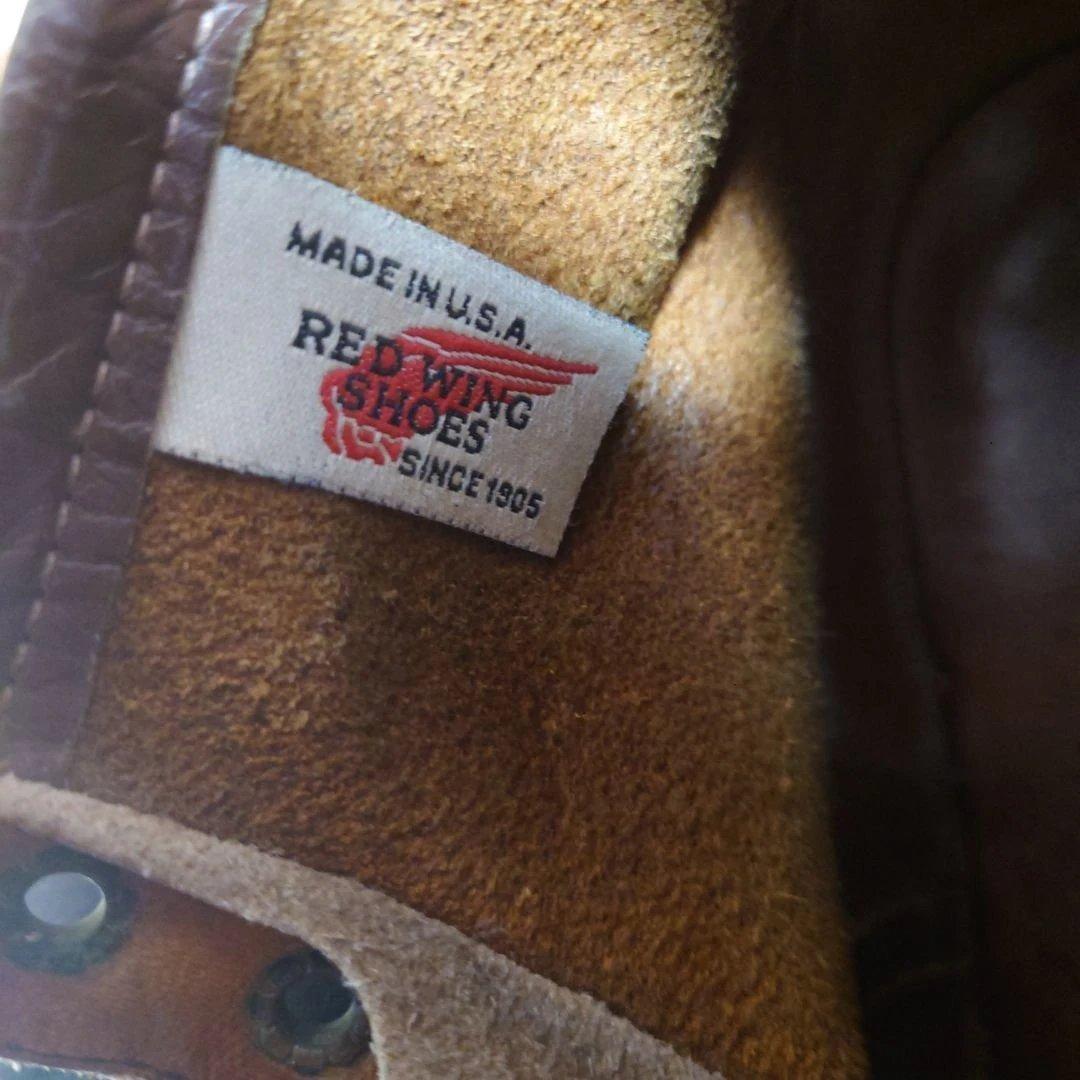 MADE IN U.S.A.
RED WING
SHOES
SINCE 1905